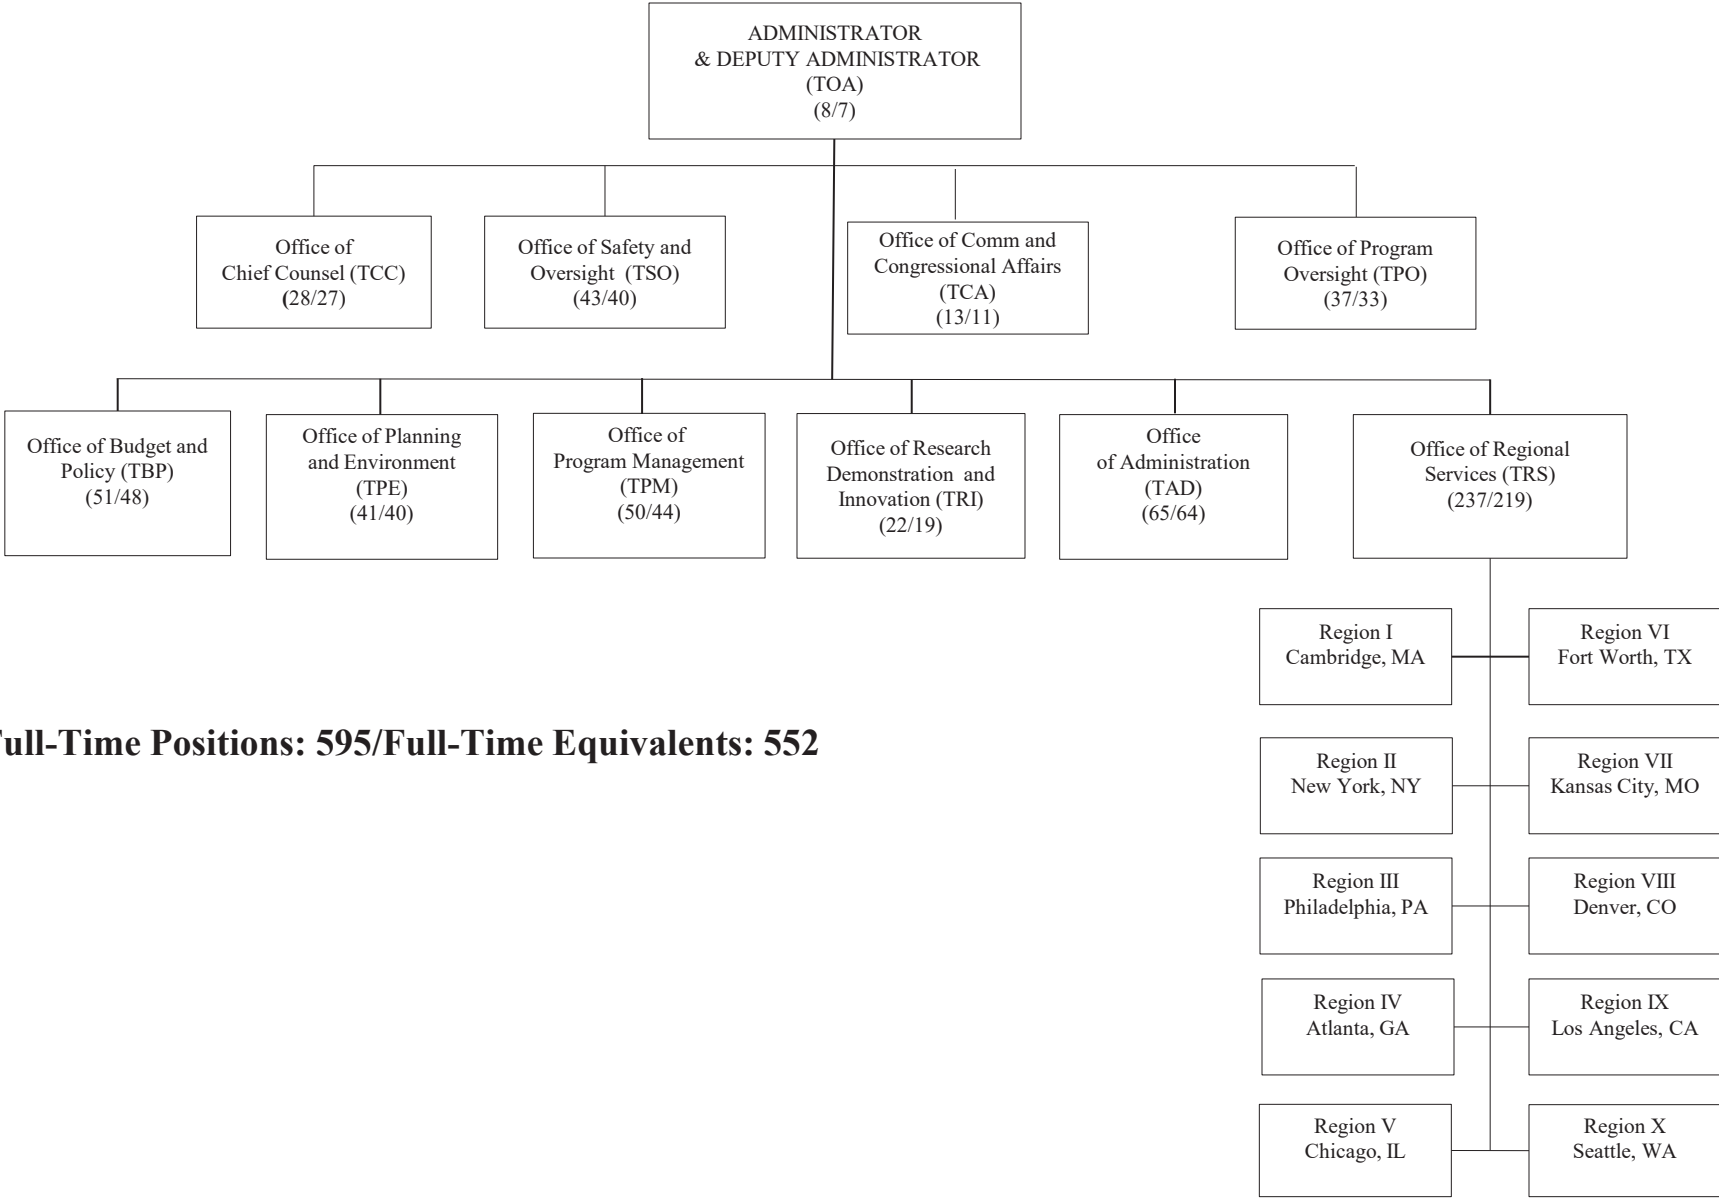 ADMINISTRATOR
& DEPUTY ADMINISTRATOR
(TOA)
(8/7)
Office of
Chief Counsel (TCC)
(28/27)
Office of Safety and
Oversight (TSO)
(43/40)
Office of Comm and
Congressional Affairs
(TCA)
(13/11)
Office of Program
Oversight (TPO)
(37/33)
Office of Budget and
Policy (TBP)
(51/48)
Office of Planning
and Environment
(TPE)
(41/40)
Office of
Program Management
(TPM)
(50/44)
Office of Research
Demonstration and
Innovation (TRI)
(22/19)
Office
of Administration
(TAD)
(65/64)
Office of Regional
Services (TRS)
(237/219)
Region I
Cambridge, MA
Region VI
Fort Worth, TX
ull-Time Positions: 595/Full-Time Equivalents: 552
Region II
New York, NY
Region VII
Kansas City, MO
Region III
Philadelphia, PA
Region VIII
Denver, CO
Region IV
Atlanta, GA
Region IX
Los Angeles, CA
Region V
Chicago, IL
Region X
Seattle, WA